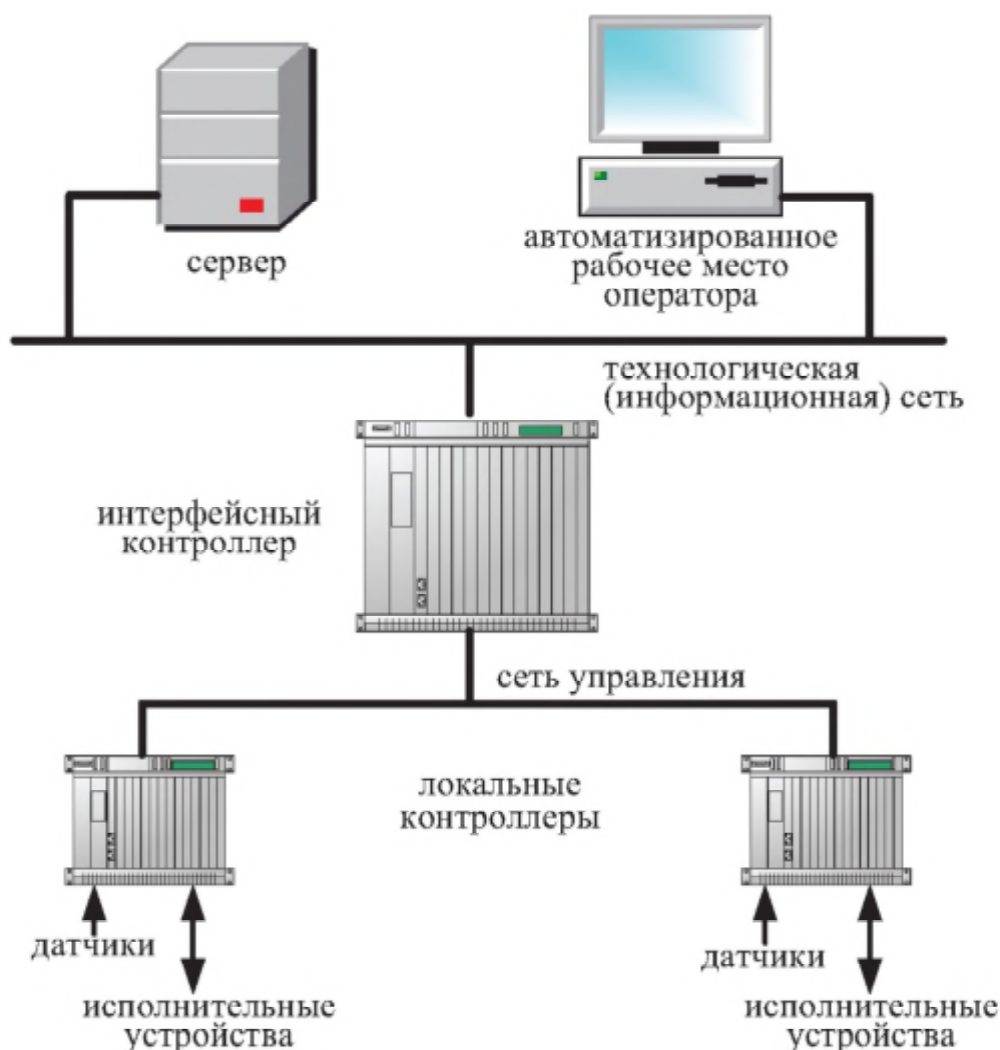 сервер
автоматизированное
рабочее место
оператора
технологическая
(информационная) сеть
интерфейсный
контроллер
сеть управления
локальные
контроллеры
датчики
исполнительные
устройства
датчики
исполнительные
устройства